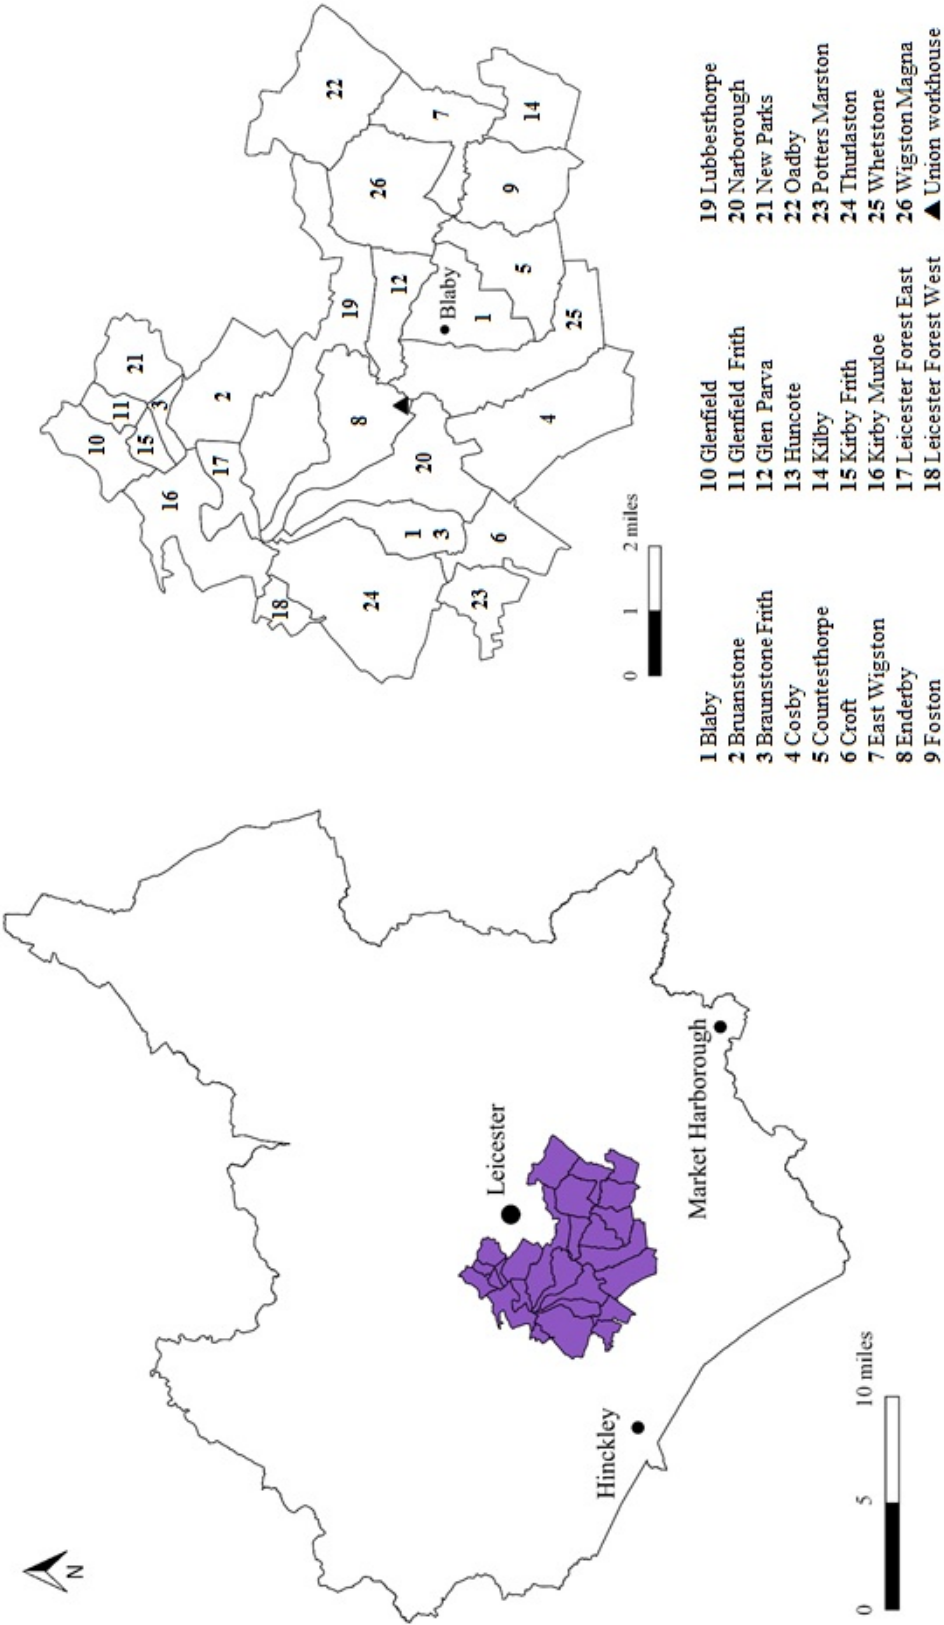 N
Leicester
Hinckley
Market Harborough
0 5 10 miles
22
21
10
11
3
15
2
16
17
7
26
14
19
12
9
8
Blaby
1
5
18
20
25
24
1
3
4
6
23
0 1 2 miles
1 Blaby
2 Bruanstone
3 Braunstone Frith
4 Cosby
5 Countesthorpe
6 Croft
7 East Wigston
8 Enderby
9 Foston
10 Glenfield
11 Glenfield Frith
12 Glen Parva
13 Huncote
14 Kilby
15 Kirby Frith
16 Kirby Muxloe
17 Leicester Forest East
18 Leicester Forest West
19 Lubbesthorpe
20 Narborough
21 New Parks
22 Oadby
23 Potters Marston
24 Thurlaston
25 Whetstone
26 Wigston Magna
▲ Union workhouse